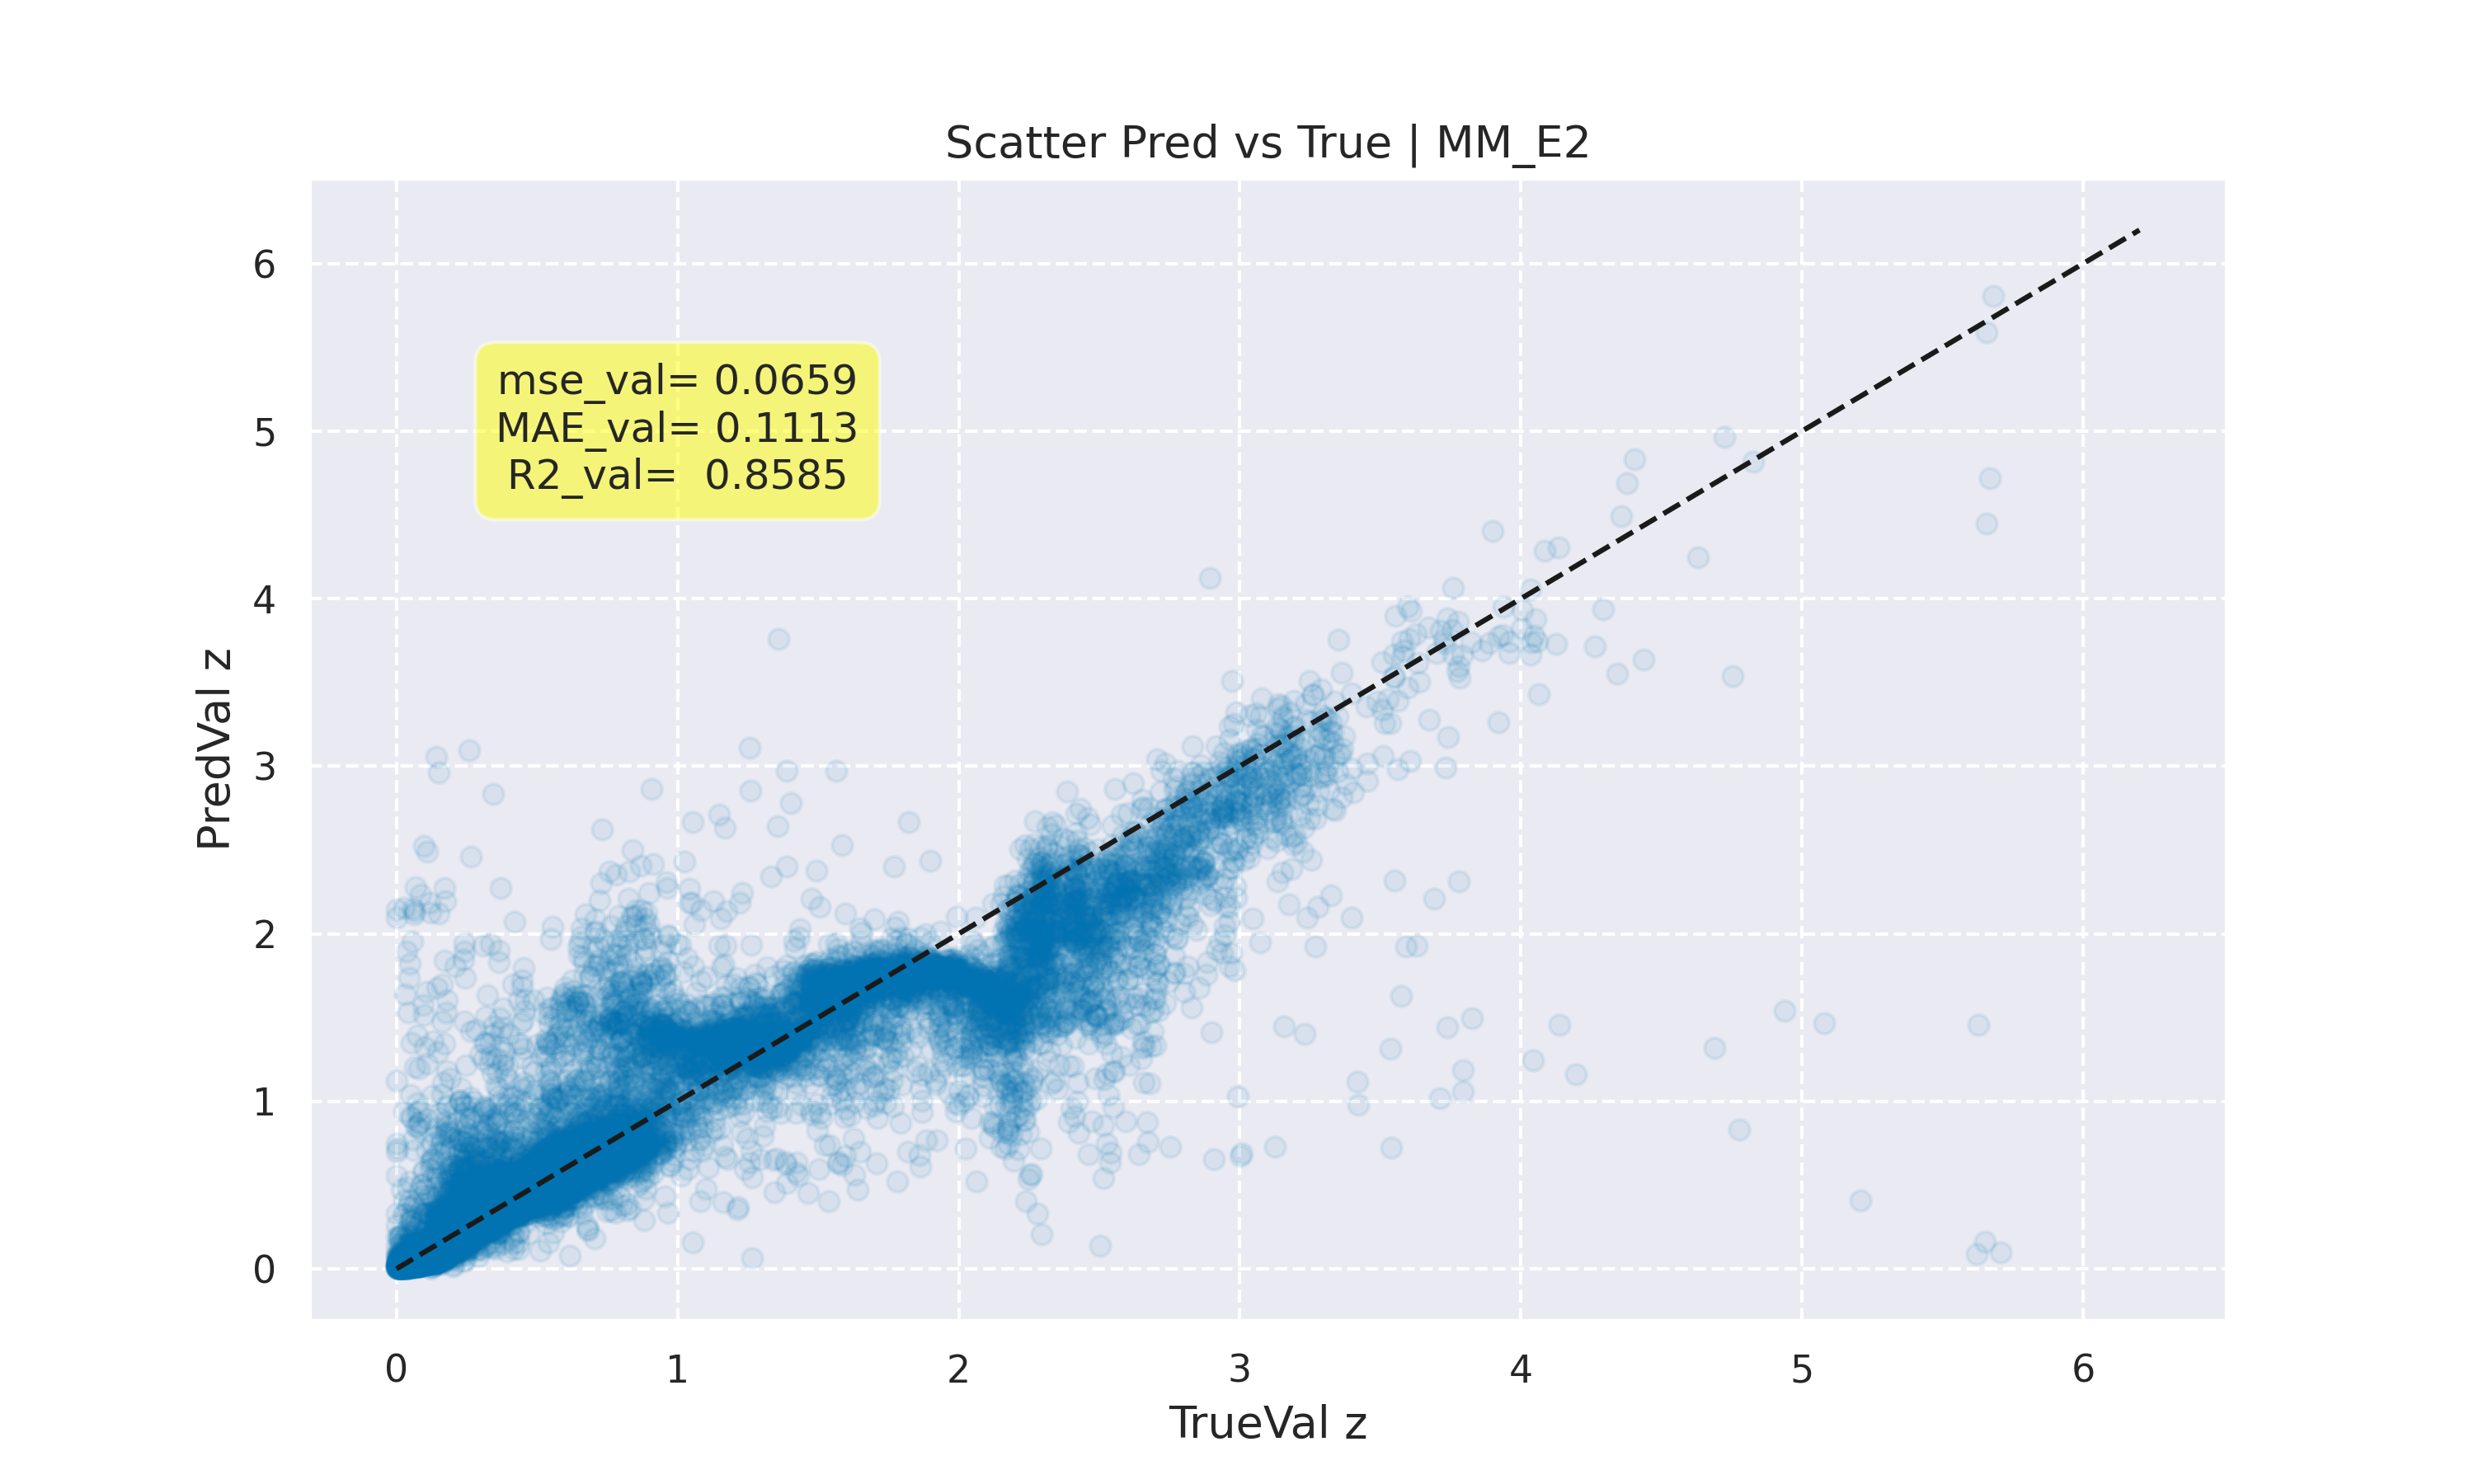 Scatter Pred vs True | MM_E2
mse_val= 0.0659
MAE_val= 0.1113
R2_val=  0.8585
PredVal z
6
5
4
3
2
1
0
0 1 2 3 4 5 6
TrueVal z